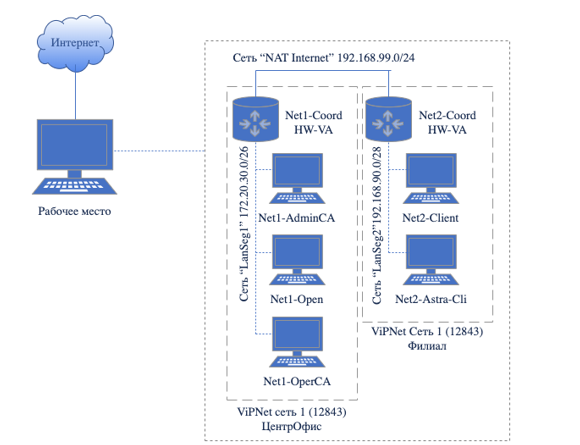 Интернет
Сеть “NAT Internet” 192.168.99.0/24
Net1-Coord
HW-VA
Net2-Coord
HW-VA
Рабочее место
Сеть “LanSeg1” 172.20.30.0/26
Net1-AdminCA
Net1-Open
Net1-OperCA
Сеть “LanSeg2”192.168.90.0/28
Net2-Client
Net2-Astra-Cli
ViPNet Сеть 1 (12843)
Филиал
ViPNet сеть 1 (12843)
ЦентрОфис